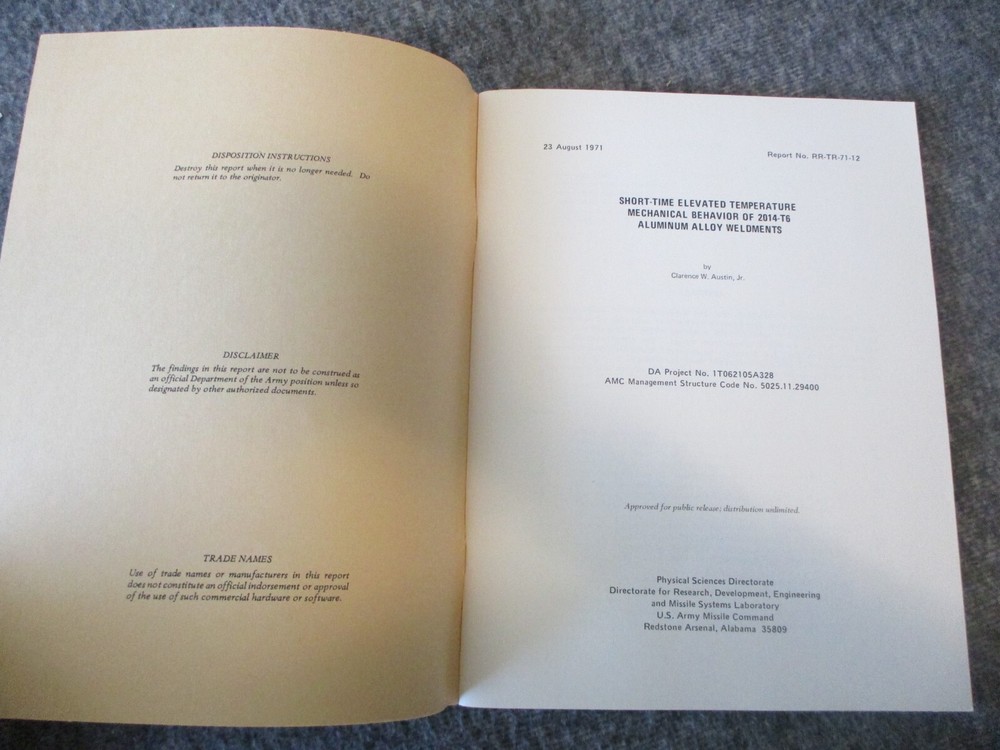 DISPOSITION INSTRUCTIONS
Destroy this report when it is no longer needed. Do
not return it to the originator.
DISCLAIMER
The findings in this report are not to be construed as
an official Department of the Army position unless so
designated by other authorized documents.
TRADE NAMES
Use of trade names or manufacturers in this report
does not constitute an official indorsement or approval
of the use of such commercial hardware or software.
23 August 1971
Report No. RR-TR-71-12
SHORT-TIME ELEVATED TEMPERATURE
MECHANICAL BEHAVIOR OF 2014-T6
ALUMINUM ALLOY WELDMENTS
by
Clarence W. Austin, Jr.
DA Project No. 1T062105A328
AMC Management Structure Code No. 5025.11.29400
Approved for public release; distribution unlimited.
Physical Sciences Directorate
Directorate for Research, Development, Engineering
and Missile Systems Laboratory
U.S. Army Missile Command
Redstone Arsenal, Alabama 35809